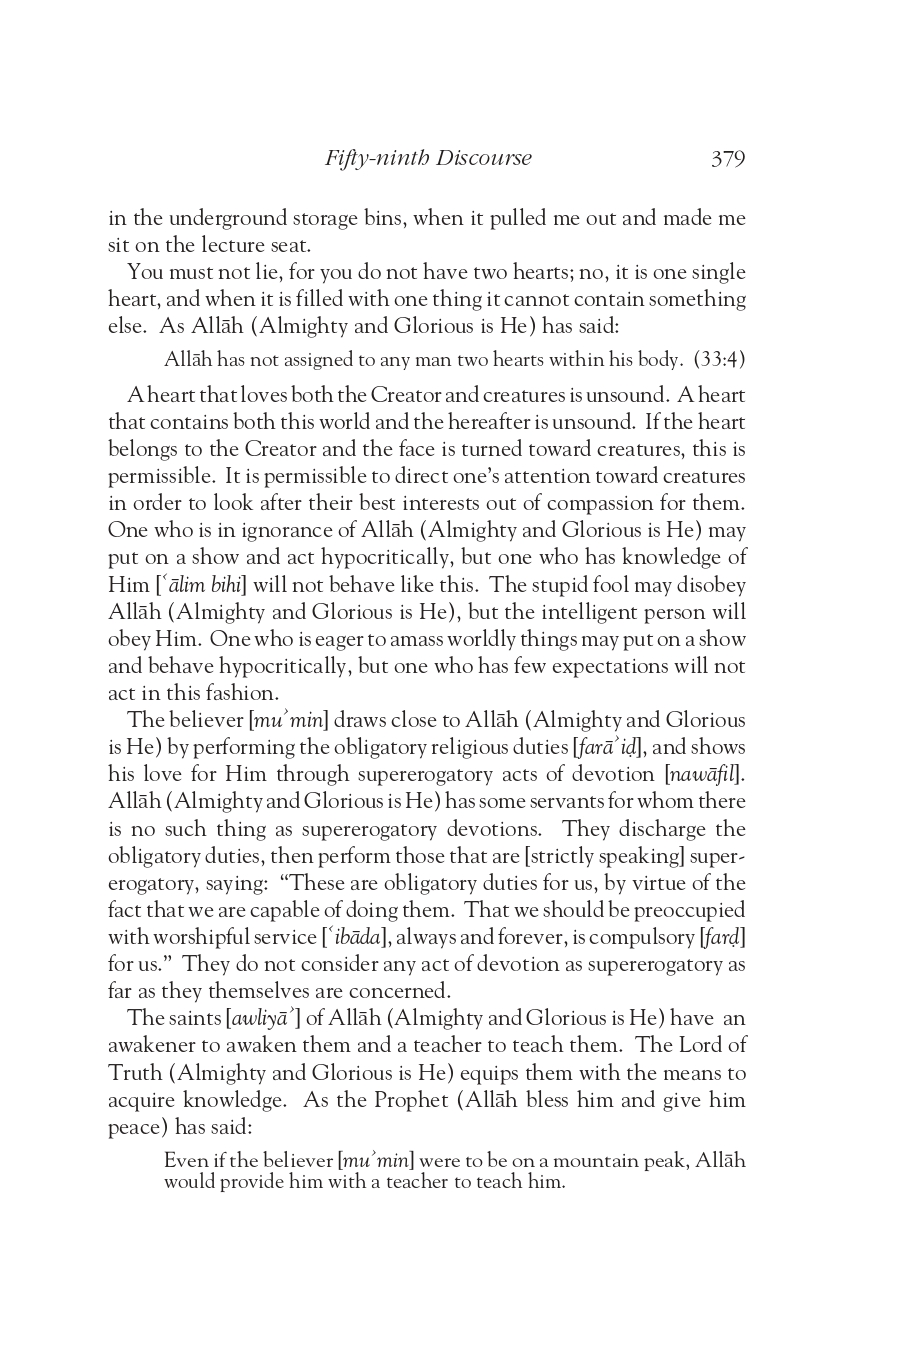 Fifty-ninth Discourse 379
in the underground storage bins, when it pulled me out and made me
sit on the lecture seat.
You must not lie, for you do not have two hearts; no, it is one single
heart, and when it is filled with one thing it cannot contain something
else. As Allāh (Almighty and Glorious is He) has said:
Allāh has not assigned to any man two hearts within his body. (33:4)
A heart that loves both the Creator and creatures is unsound. A heart
that contains both this world and the hereafter is unsound. If the heart
belongs to the Creator and the face is turned toward creatures, this is
permissible. It is permissible to direct one’s attention toward creatures
in order to look after their best interests out of compassion for them.
One who is in ignorance of Allāh (Almighty and Glorious is He) may
put on a show and act hypocritically, but one who has knowledge of
Him [ʿālim bihi] will not behave like this. The stupid fool may disobey
Allāh (Almighty and Glorious is He), but the intelligent person will
obey Him. One who is eager to amass worldly things may put on a show
and behave hypocritically, but one who has few expectations will not
act in this fashion.
The believer [muʾmin] draws close to Allāh (Almighty and Glorious
is He) by performing the obligatory religious duties [farāʾiḍ], and shows
his love for Him through supererogatory acts of devotion [nawāfil].
Allāh (Almighty and Glorious is He) has some servants for whom there
is no such thing as supererogatory devotions. They discharge the
obligatory duties, then perform those that are [strictly speaking] super-
erogatory, saying: “These are obligatory duties for us, by virtue of the
fact that we are capable of doing them. That we should be preoccupied
with worshipful service [ʿibāda], always and forever, is compulsory [farḍ]
for us.” They do not consider any act of devotion as supererogatory as
far as they themselves are concerned.
The saints [awliyāʾ] of Allāh (Almighty and Glorious is He) have an
awakener to awaken them and a teacher to teach them. The Lord of
Truth (Almighty and Glorious is He) equips them with the means to
acquire knowledge. As the Prophet (Allāh bless him and give him
peace) has said:
Even if the believer [muʾmin] were to be on a mountain peak, Allāh
would provide him with a teacher to teach him.